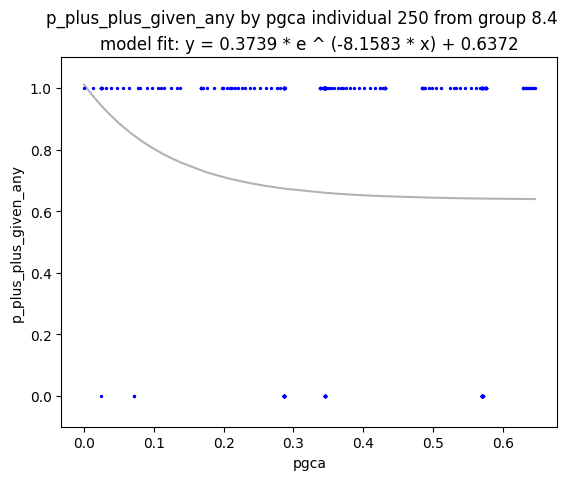 p_plus_plus_given_any by pgca individual 250 from group 8.4
model fit: y = 0.3739 * e ^ (-8.1583 * x) + 0.6372
1.0
0.8
0.6
0.4
0.2
0.0
p_plus_plus_given_any
0.0 0.1 0.2 0.3 0.4 0.5 0.6
pgca